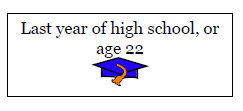 Last year of high school, or
age 22